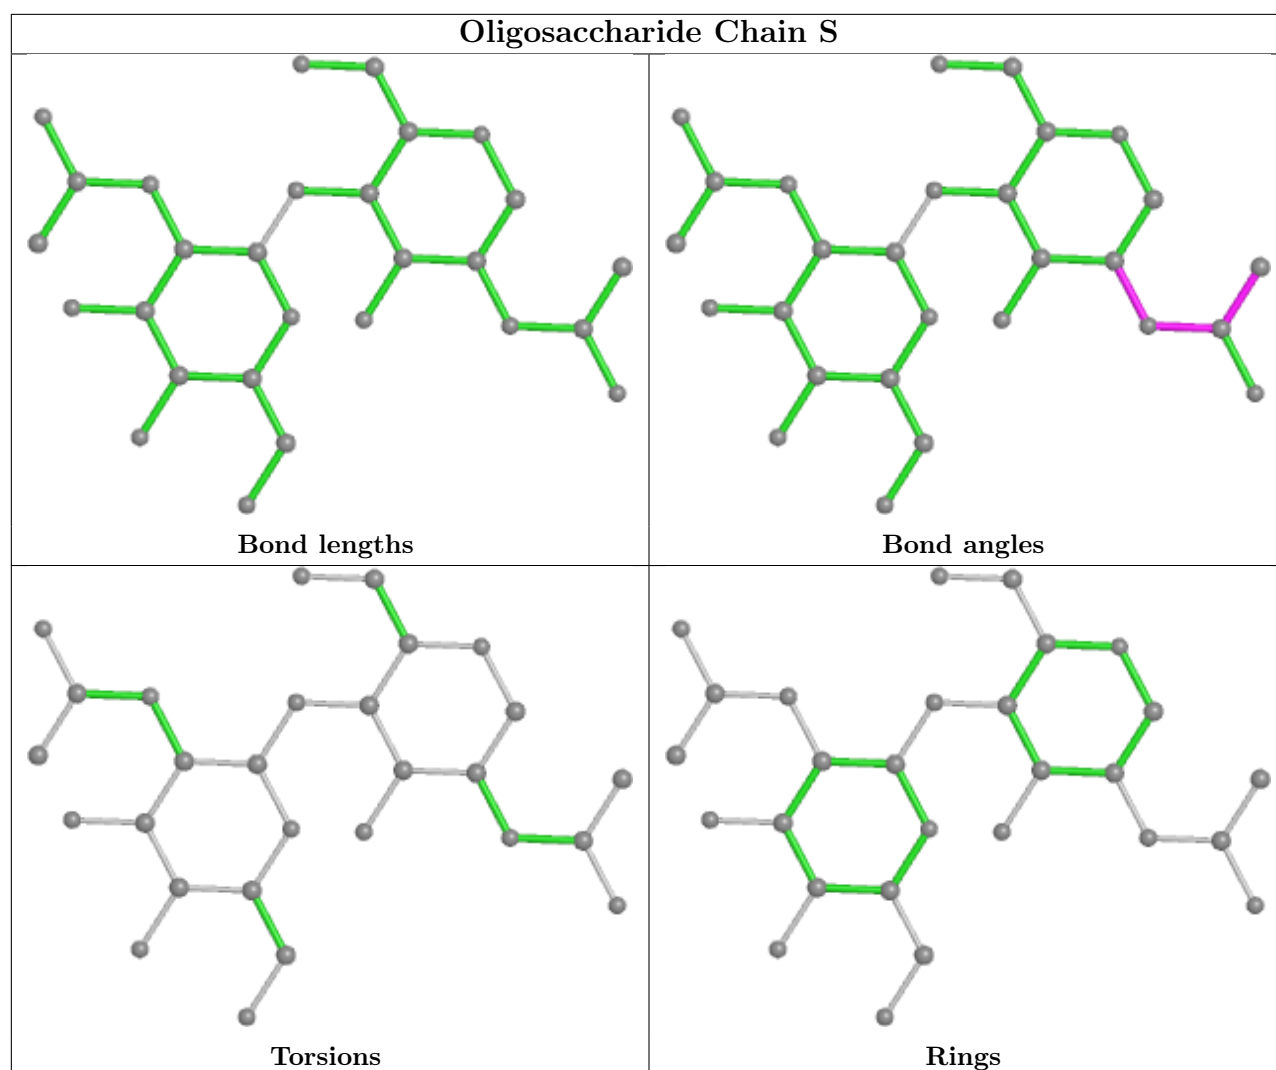 Oligosaccharide Chain S
Bond lengths
Bond angles
Torsions
Rings